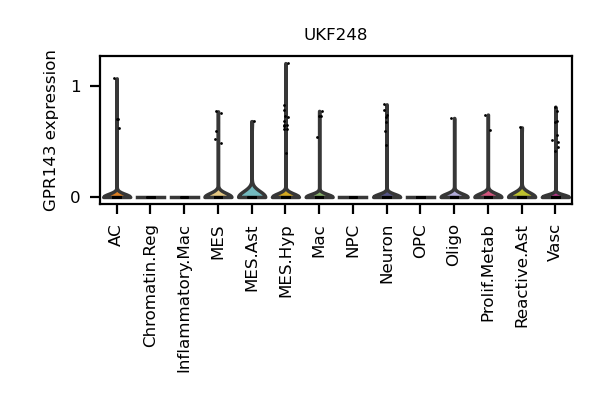 UKF248
GPR143 expression
1
0
AC
Chromatin.Reg
Inflammatory.Mac
MES
MES.Ast
MES.Hyp
Mac
NPC
Neuron
OPC
Oligo
Prolif.Metab
Reactive.Ast
Vasc